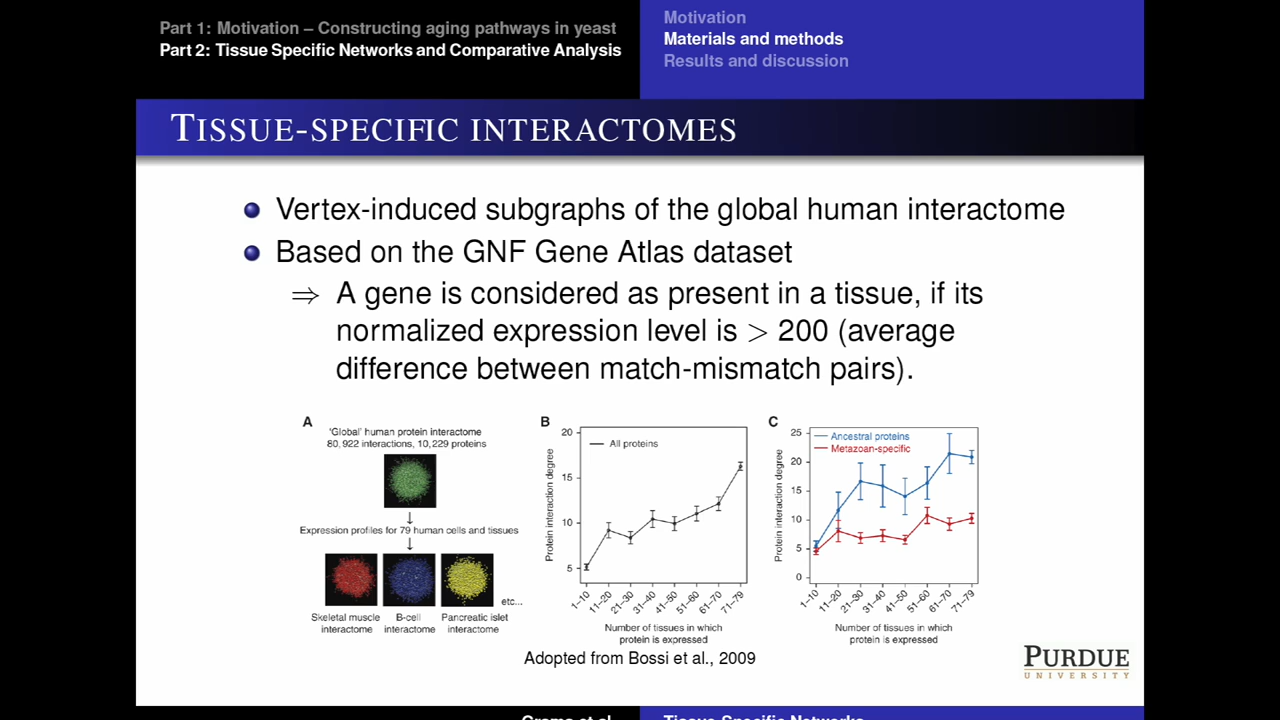 Part 1: Motivation – Constructing aging pathways in yeast
Part 2: Tissue Specific Networks and Comparative Analysis
Motivation
Materials and methods
Results and discussion
TISSUE-SPECIFIC INTERACTOMES
Vertex-induced subgraphs of the global human interactome
Based on the GNF Gene Atlas dataset
⇒ A gene is considered as present in a tissue, if its
normalized expression level is > 200 (average
difference between match-mismatch pairs).
A
'Global' human protein interactome
80,922 interactions, 10,229 proteins
Expression profiles for 79 human cells and tissues
etc...
Skeletal muscle
interactome
B-cell
interactome
Pancreatic islet
interactome
B
All proteins
Protein interaction degree
20
15
10
5
1–10
11–20
21–30
31–40
41–50
51–60
61–70
71–79
Number of tissues in which
protein is expressed
C
Ancestral proteins
Metazoan-specific
Protein interaction degree
25
20
15
10
5
0
1–10
11–20
21–30
31–40
41–50
51–60
61–70
71–79
Number of tissues in which
protein is expressed
Adopted from Bossi et al., 2009
PURDUE
UNIVERSITY
Tissue Specific Networks